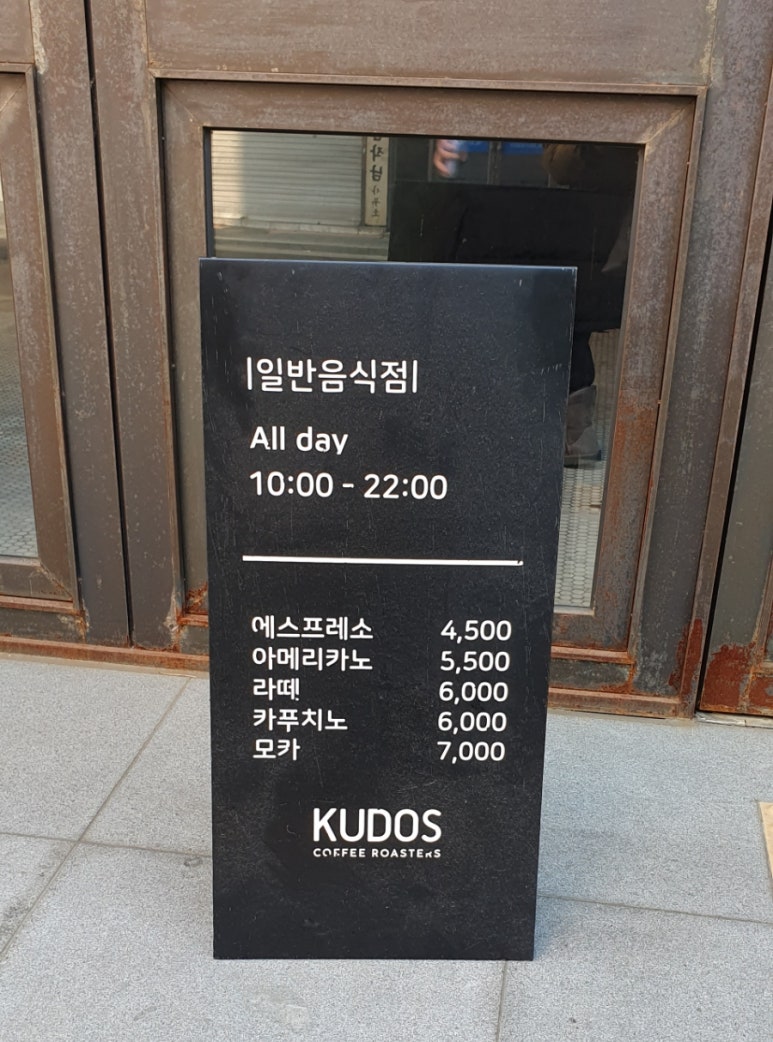 |일반음식점|
All day
10:00 - 22:00
에스프레소 4,500
아메리카노 5,500
라떼 6,000
카푸치노 6,000
모카 7,000
KUDOS
COFFEE ROASTERS